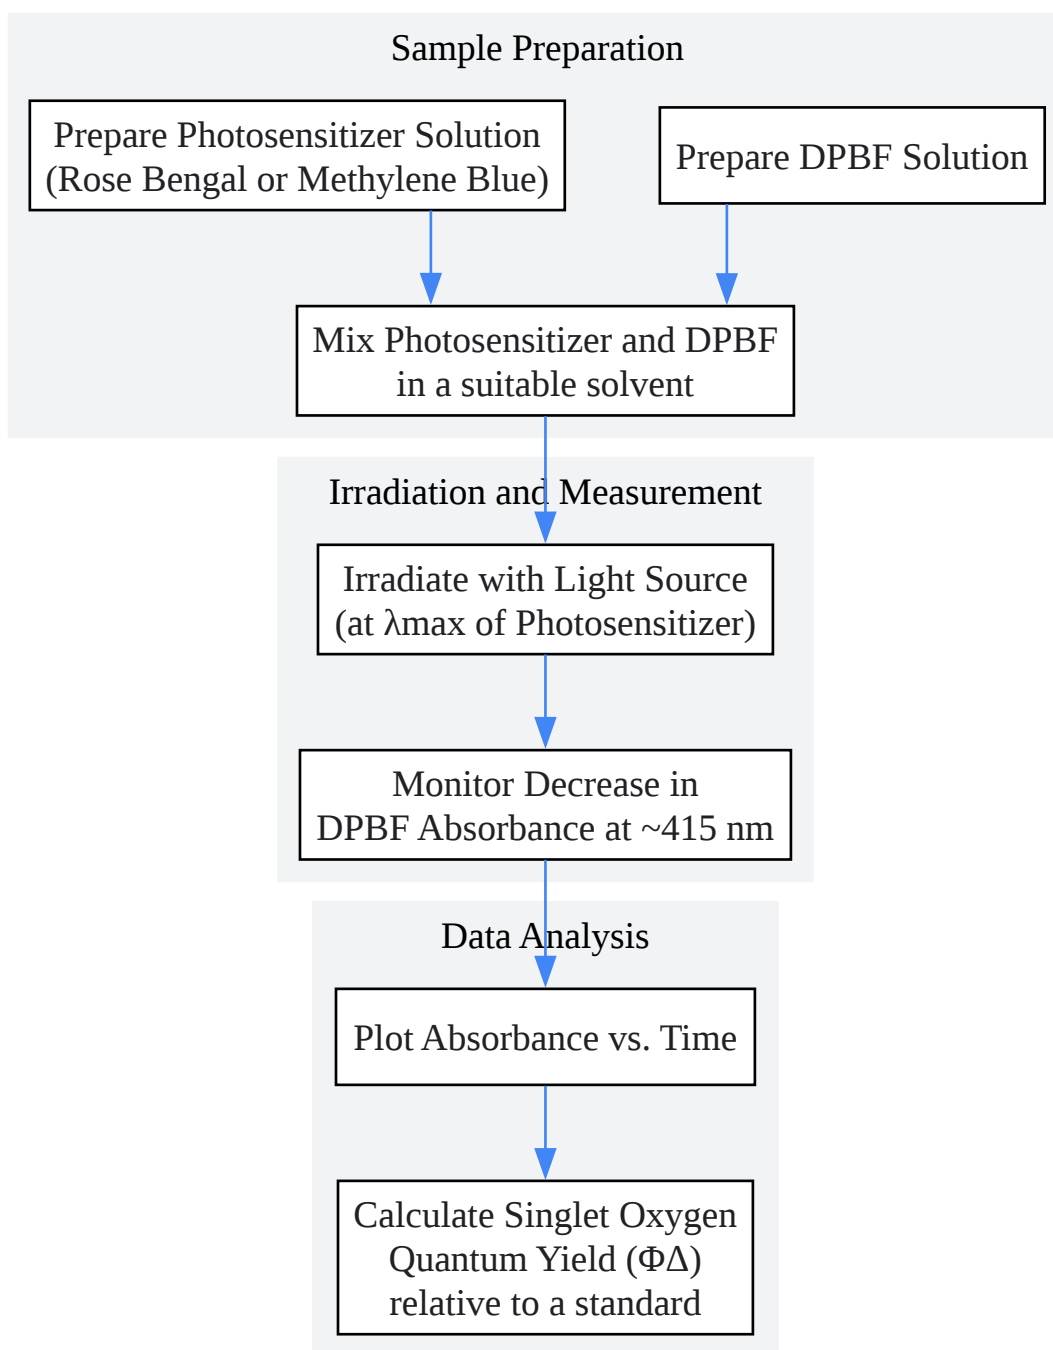 Sample Preparation
Prepare Photosensitizer Solution
(Rose Bengal or Methylene Blue)
Prepare DPBF Solution
Mix Photosensitizer and DPBF
in a suitable solvent
Irradiation and Measurement
Irradiate with Light Source
(at λmax of Photosensitizer)
Monitor Decrease in
DPBF Absorbance at ~415 nm
Data Analysis
Plot Absorbance vs. Time
Calculate Singlet Oxygen
Quantum Yield (ΦΔ)
relative to a standard